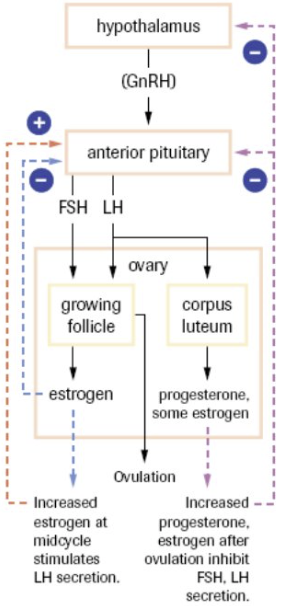 hypothalamus
−
(GnRH)
+
anterior pituitary
−
−
FSH
LH
ovary
growing
follicle
corpus
luteum
estrogen
progesterone,
some estrogen
Ovulation
Increased
estrogen at
midcycle
stimulates
LH secretion.
Increased
progesterone,
estrogen after
ovulation inhibit
FSH, LH
secretion.